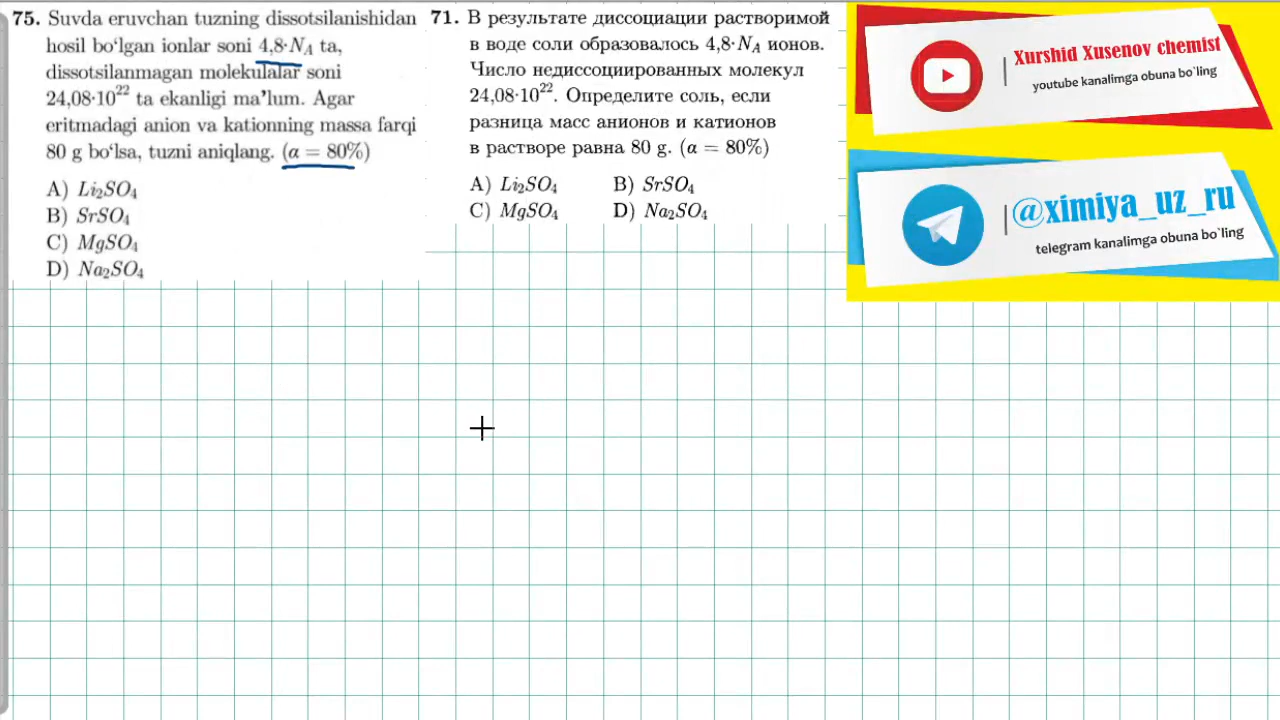 75. Suvda eruvchan tuzning dissotsilanishidan
hosil bo‘lgan ionlar soni 4,8·N_A ta,
dissotsilanmagan molekulalar soni
24,08·10²² ta ekanligi ma’lum. Agar
eritmadagi anion va kationning massa farqi
80 g bo‘lsa, tuzni aniqlang. (α = 80%)
A) Li₂SO₄
B) SrSO₄
C) MgSO₄
D) Na₂SO₄
71. В результате диссоциации растворимой
в воде соли образовалось 4,8·N_A ионов.
Число недиссоциированных молекул
24,08·10²². Определите соль, если
разница масс анионов и катионов
в растворе равна 80 g. (α = 80%)
A) Li₂SO₄ B) SrSO₄
C) MgSO₄ D) Na₂SO₄
Xurshid Xusenov chemist
youtube kanalimga obuna bo`ling
@ximiya_uz_ru
telegram kanalimga obuna bo`ling